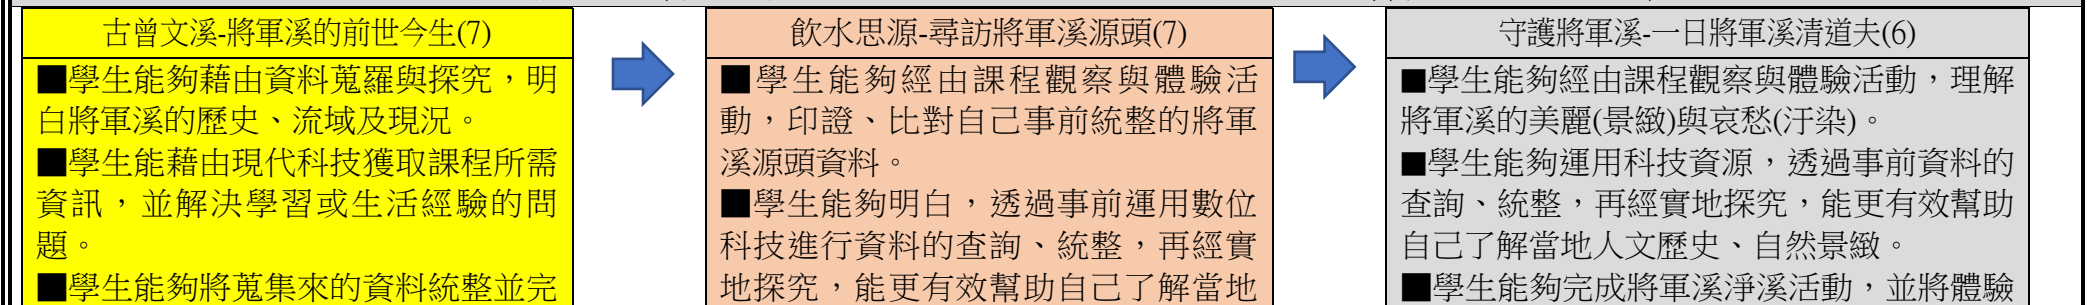 古曾文溪-將軍溪的前世今生(7)
■學生能夠藉由資料蒐羅與探究，明
白將軍溪的歷史、流域及現況。
■學生能藉由現代科技獲取課程所需
資訊，並解決學習或生活經驗的問
題。
■學生能夠將蒐集來的資料統整並完
飲水思源-尋訪將軍溪源頭(7)
■學生能夠經由課程觀察與體驗活
動，印證、比對自己事前統整的將軍
溪源頭資料。
■學生能夠明白，透過事前運用數位
科技進行資料的查詢、統整，再經實
地探究，能更有效幫助自己了解當地
守護將軍溪-一日將軍溪清道夫(6)
■學生能夠經由課程觀察與體驗活動，理解
將軍溪的美麗(景緻)與哀愁(汙染)。
■學生能夠運用科技資源，透過事前資料的
查詢、統整，再經實地探究，能更有效幫助
自己了解當地人文歷史、自然景緻。
■學生能夠完成將軍溪淨溪活動，並將體驗